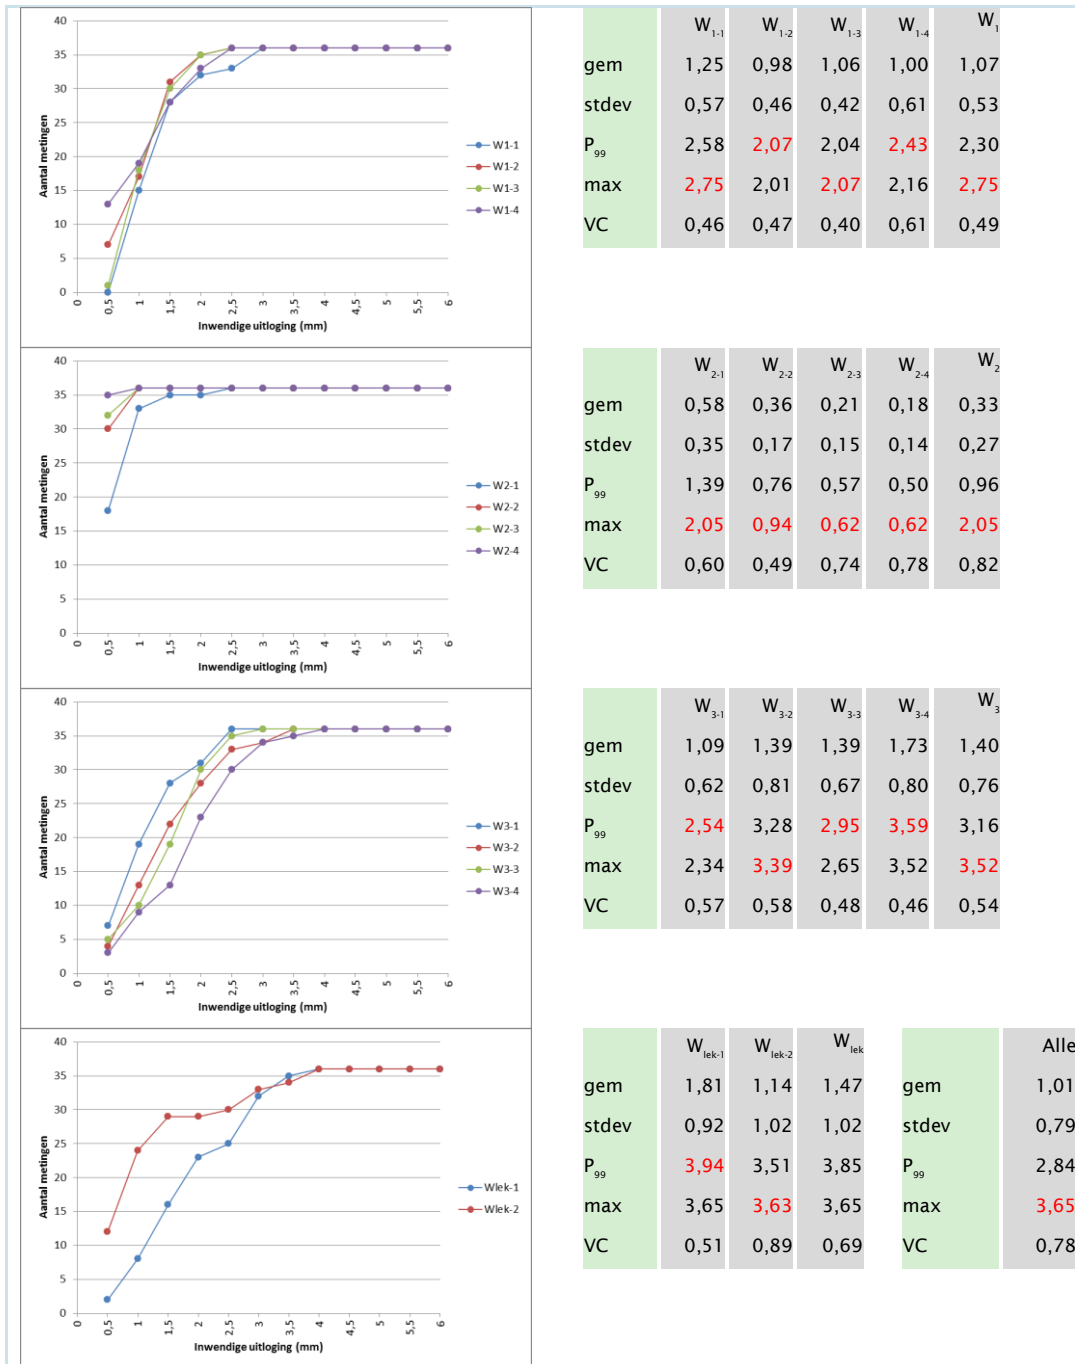 40
35
30
25
20
15
10
5
0
Aantal metingen
0 0,5 1 1,5 2 2,5 3 3,5 4 4,5 5 5,5 6
Inwendige uitloging (mm)
W1-1
W1-2
W1-3
W1-4
W1-1 W1-2 W1-3 W1-4 W1
gem 1,25 0,98 1,06 1,00 1,07
stdev 0,57 0,46 0,42 0,61 0,53
P99 2,58 2,07 2,04 2,43 2,30
max 2,75 2,01 2,07 2,16 2,75
VC 0,46 0,47 0,40 0,61 0,49
40
35
30
25
20
15
10
5
0
Aantal metingen
0 0,5 1 1,5 2 2,5 3 3,5 4 4,5 5 5,5 6
Inwendige uitloging (mm)
W2-1
W2-2
W2-3
W2-4
W2-1 W2-2 W2-3 W2-4 W2
gem 0,58 0,36 0,21 0,18 0,33
stdev 0,35 0,17 0,15 0,14 0,27
P99 1,39 0,76 0,57 0,50 0,96
max 2,05 0,94 0,62 0,62 2,05
VC 0,60 0,49 0,74 0,78 0,82
40
35
30
25
20
15
10
5
0
Aantal metingen
0 0,5 1 1,5 2 2,5 3 3,5 4 4,5 5 5,5 6
Inwendige uitloging (mm)
W3-1
W3-2
W3-3
W3-4
W3-1 W3-2 W3-3 W3-4 W3
gem 1,09 1,39 1,39 1,73 1,40
stdev 0,62 0,81 0,67 0,80 0,76
P99 2,54 3,28 2,95 3,59 3,16
max 2,34 3,39 2,65 3,52 3,52
VC 0,57 0,58 0,48 0,46 0,54
40
35
30
25
20
15
10
5
0
Aantal metingen
0 0,5 1 1,5 2 2,5 3 3,5 4 4,5 5 5,5 6
Inwendige uitloging (mm)
Wlek-1
Wlek-2
Wlek-1 Wlek-2 Wlek
gem 1,81 1,14 1,47
stdev 0,92 1,02 1,02
P99 3,94 3,51 3,85
max 3,65 3,63 3,65
VC 0,51 0,89 0,69
Alle
gem 1,01
stdev 0,79
P99 2,84
max 3,65
VC 0,78